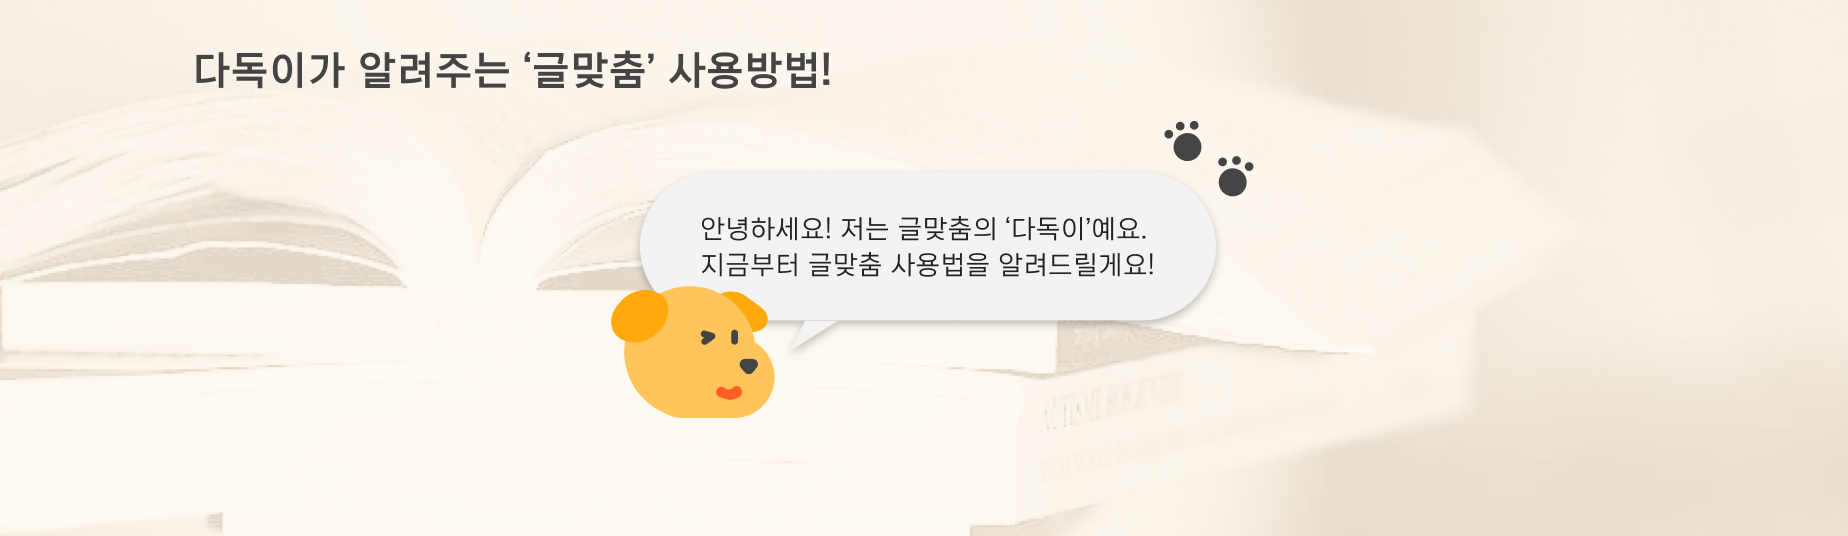 다독이가 알려주는 ‘글맞춤’ 사용방법!
안녕하세요! 저는 글맞춤의 ‘다독이’예요.
지금부터 글맞춤 사용법을 알려드릴게요!